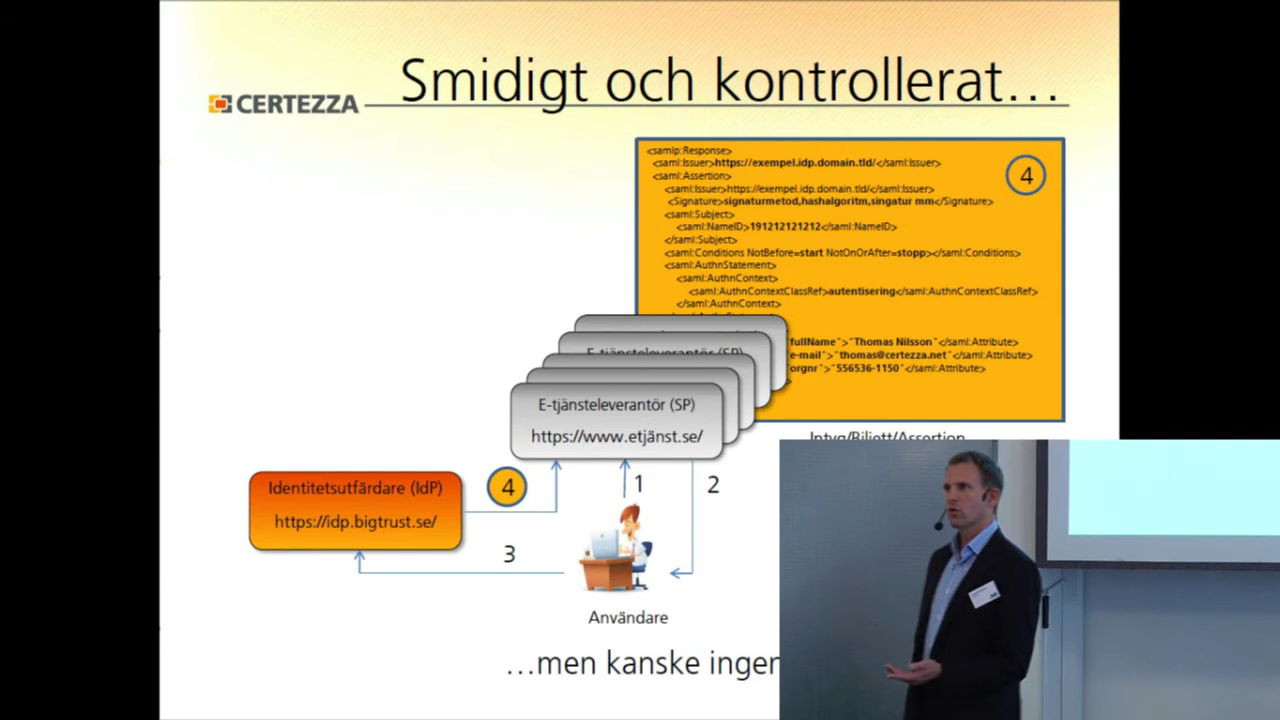 Smidigt och kontrollerat...
CERTEZZA
<samlp:Response>
<saml:Issuer>https://exempel.idp.domain.tld/</saml:Issuer>
<saml:Assertion>
<saml:Issuer>https://exempel.idp.domain.tld/</saml:Issuer>
<Signature>signaturmetod,hashalgoritm,singatur mm</Signature>
<saml:Subject>
<saml:NameID>191212121212</saml:NameID>
</saml:Subject>
<saml:Conditions NotBefore=start NotOnOrAfter=stopp></saml:Conditions>
<saml:AuthnStatement>
<saml:AuthnContext>
<saml:AuthnContextClassRef>autentisering</saml:AuthnContextClassRef>
</saml:AuthnContext>
4
fullName">"Thomas Nilsson"</saml:Attribute>
e-mail">"thomas@certezza.net"</saml:Attribute>
orgnr">"556536-1150"</saml:Attribute>
E-tjänsteleverantör (SP)
E-tjänsteleverantör (SP)
https://www.etjänst.se/
Intyg/Biljett/Assertion
Identitetsutfärdare (IdP)
https://idp.bigtrust.se/
4
1
2
3
Användare
...men kanske ingen